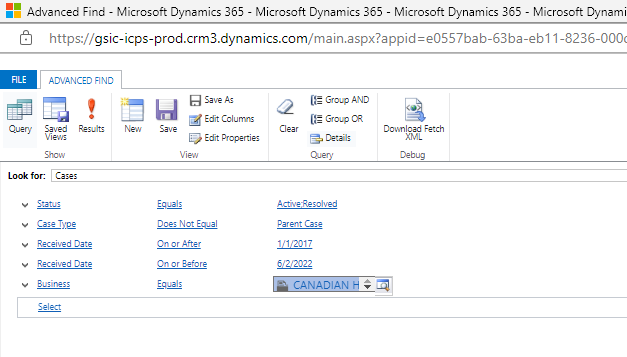 Advanced Find - Microsoft Dynamics 365 - Microsoft Dynamics 365 - Microsoft Dynamics 365 - Microsoft Dynami
https://gsic-icps-prod.crm3.dynamics.com/main.aspx?appid=e0557bab-63ba-eb11-8236-000d
FILE ADVANCED FIND
Query Saved Views Results New Save Save As Edit Columns Edit Properties Clear Group AND Group OR Details Download Fetch XML
Show View Query Debug
Look for: Cases
Status Equals Active;Resolved
Case Type Does Not Equal Parent Case
Received Date On or After 1/1/2017
Received Date On or Before 6/2/2022
Business Equals CANADIAN H
Select